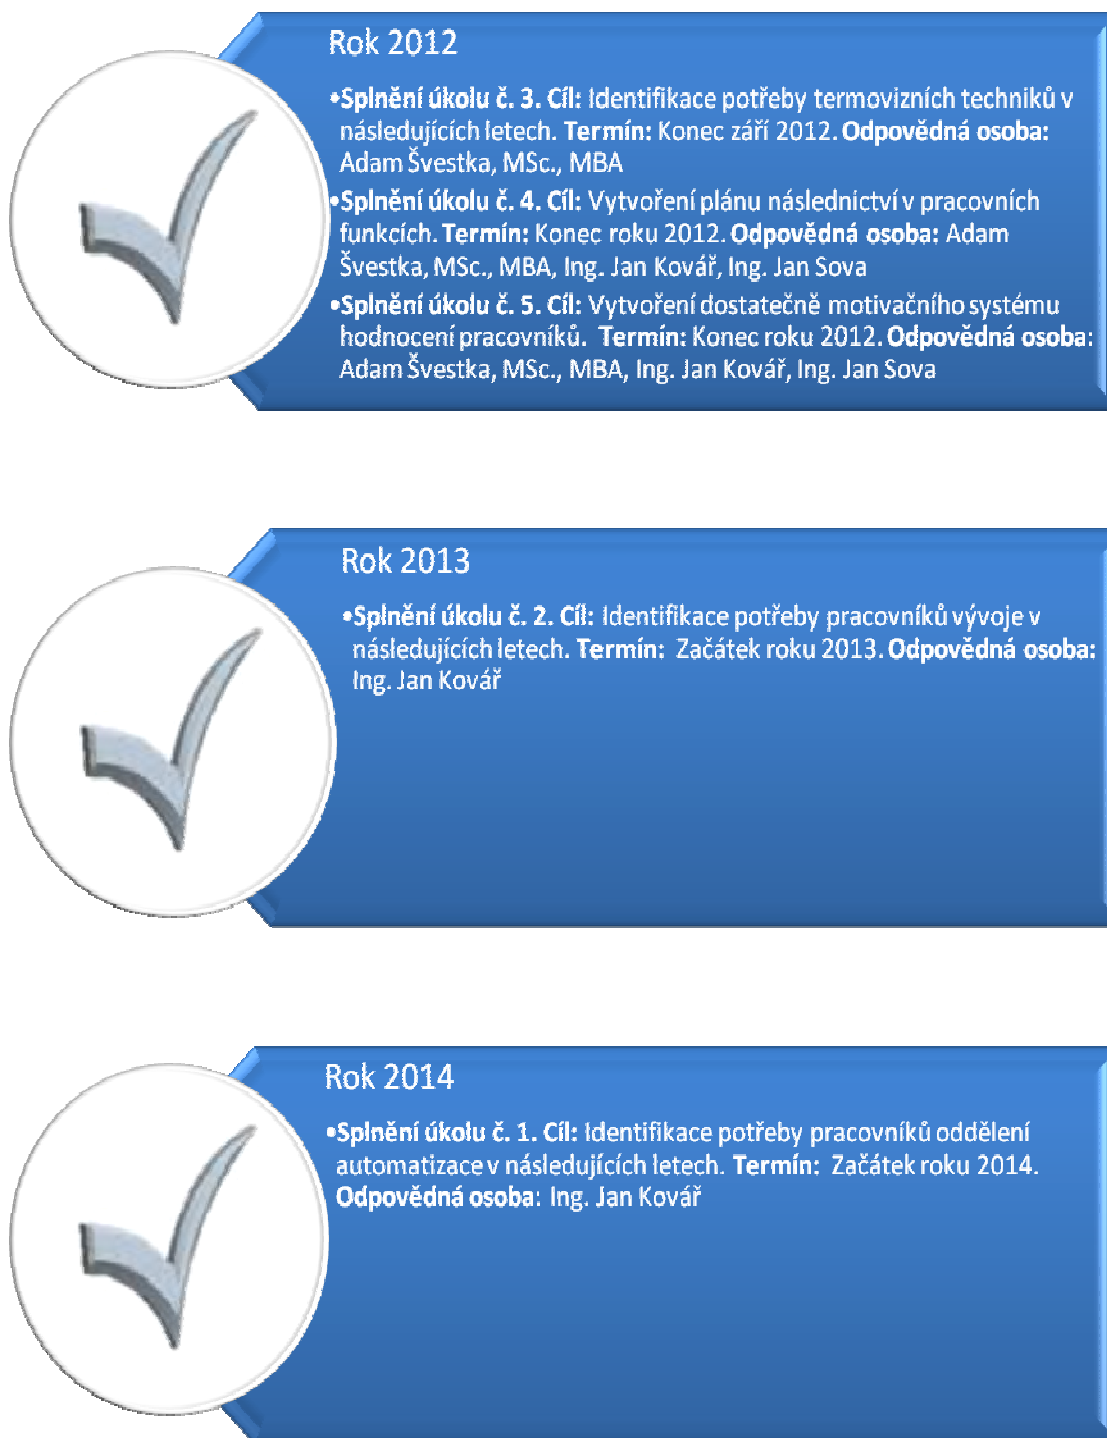 Rok 2012
•Splnění úkolu č. 3. Cíl: Identifikace potřeby termovizních techniků v
následujících letech. Termín: Konec září 2012. Odpovědná osoba:
Adam Švestka, MSc., MBA
•Splnění úkolu č. 4. Cíl: Vytvoření plánu následnictví v pracovních
funkcích. Termín: Konec roku 2012. Odpovědná osoba: Adam
Švestka, MSc., MBA, Ing. Jan Kovář, Ing. Jan Sova
•Splnění úkolu č. 5. Cíl: Vytvoření dostatečně motivačního systému
hodnocení pracovníků. Termín: Konec roku 2012. Odpovědná osoba:
Adam Švestka, MSc., MBA, Ing. Jan Kovář, Ing. Jan Sova
Rok 2013
•Splnění úkolu č. 2. Cíl: Identifikace potřeby pracovníků vývoje v
následujících letech. Termín: Začátek roku 2013. Odpovědná osoba:
Ing. Jan Kovář
Rok 2014
•Splnění úkolu č. 1. Cíl: Identifikace potřeby pracovníků oddělení
automatizace v následujících letech. Termín: Začátek roku 2014.
Odpovědná osoba: Ing. Jan Kovář